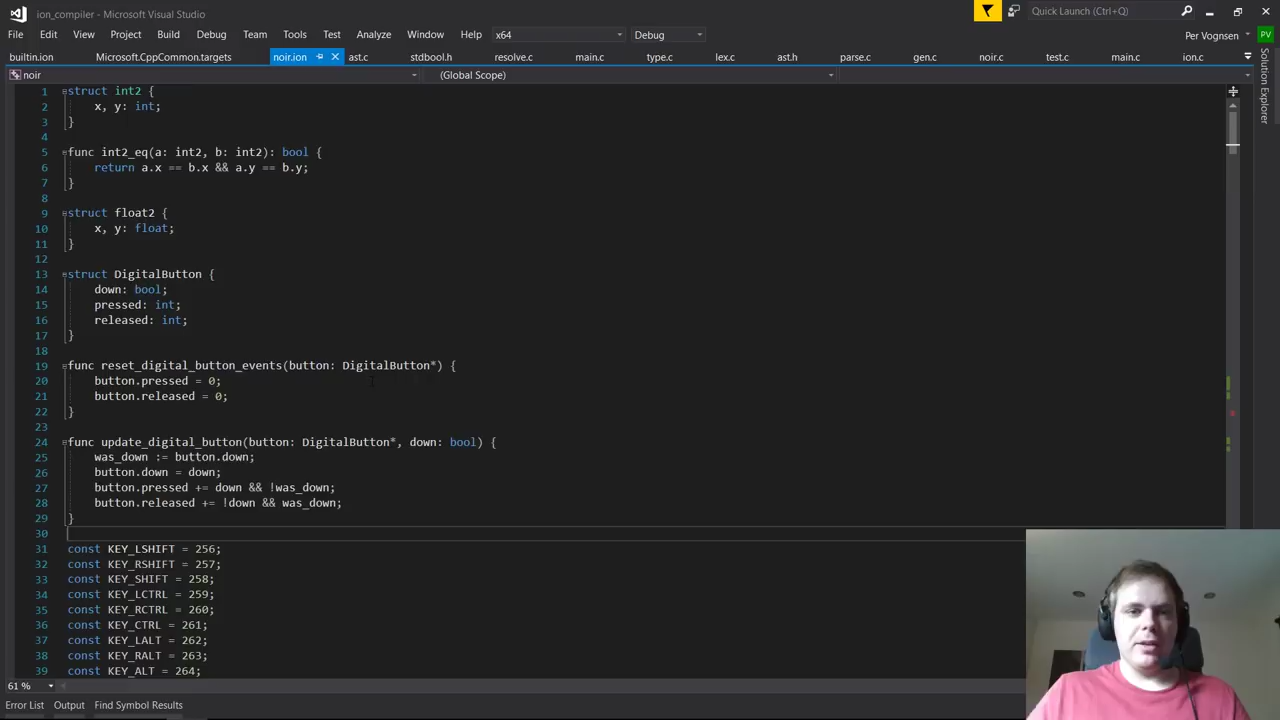 ion_compiler - Microsoft Visual Studio
Quick Launch (Ctrl+Q)
File Edit View Project Build Debug Team Tools Test Analyze Window Help x64 Debug
Per Vognsen PV
builtin.ion Microsoft.CppCommon.targets noir.ion ast.c stdbool.h resolve.c main.c type.c lex.c ast.h parse.c gen.c noir.c test.c main.c ion.c
noir (Global Scope)
Solution Explorer
1 struct int2 {
2 x, y: int;
3 }
4
5 func int2_eq(a: int2, b: int2): bool {
6 return a.x == b.x && a.y == b.y;
7 }
8
9 struct float2 {
10 x, y: float;
11 }
12
13 struct DigitalButton {
14 down: bool;
15 pressed: int;
16 released: int;
17 }
18
19 func reset_digital_button_events(button: DigitalButton*) {
20 button.pressed = 0;
21 button.released = 0;
22 }
23
24 func update_digital_button(button: DigitalButton*, down: bool) {
25 was_down := button.down;
26 button.down = down;
27 button.pressed += down && !was_down;
28 button.released += !down && was_down;
29 }
30
31 const KEY_LSHIFT = 256;
32 const KEY_RSHIFT = 257;
33 const KEY_SHIFT = 258;
34 const KEY_LCTRL = 259;
35 const KEY_RCTRL = 260;
36 const KEY_CTRL = 261;
37 const KEY_LALT = 262;
38 const KEY_RALT = 263;
39 const KEY_ALT = 264;
61 %
Error List Output Find Symbol Results